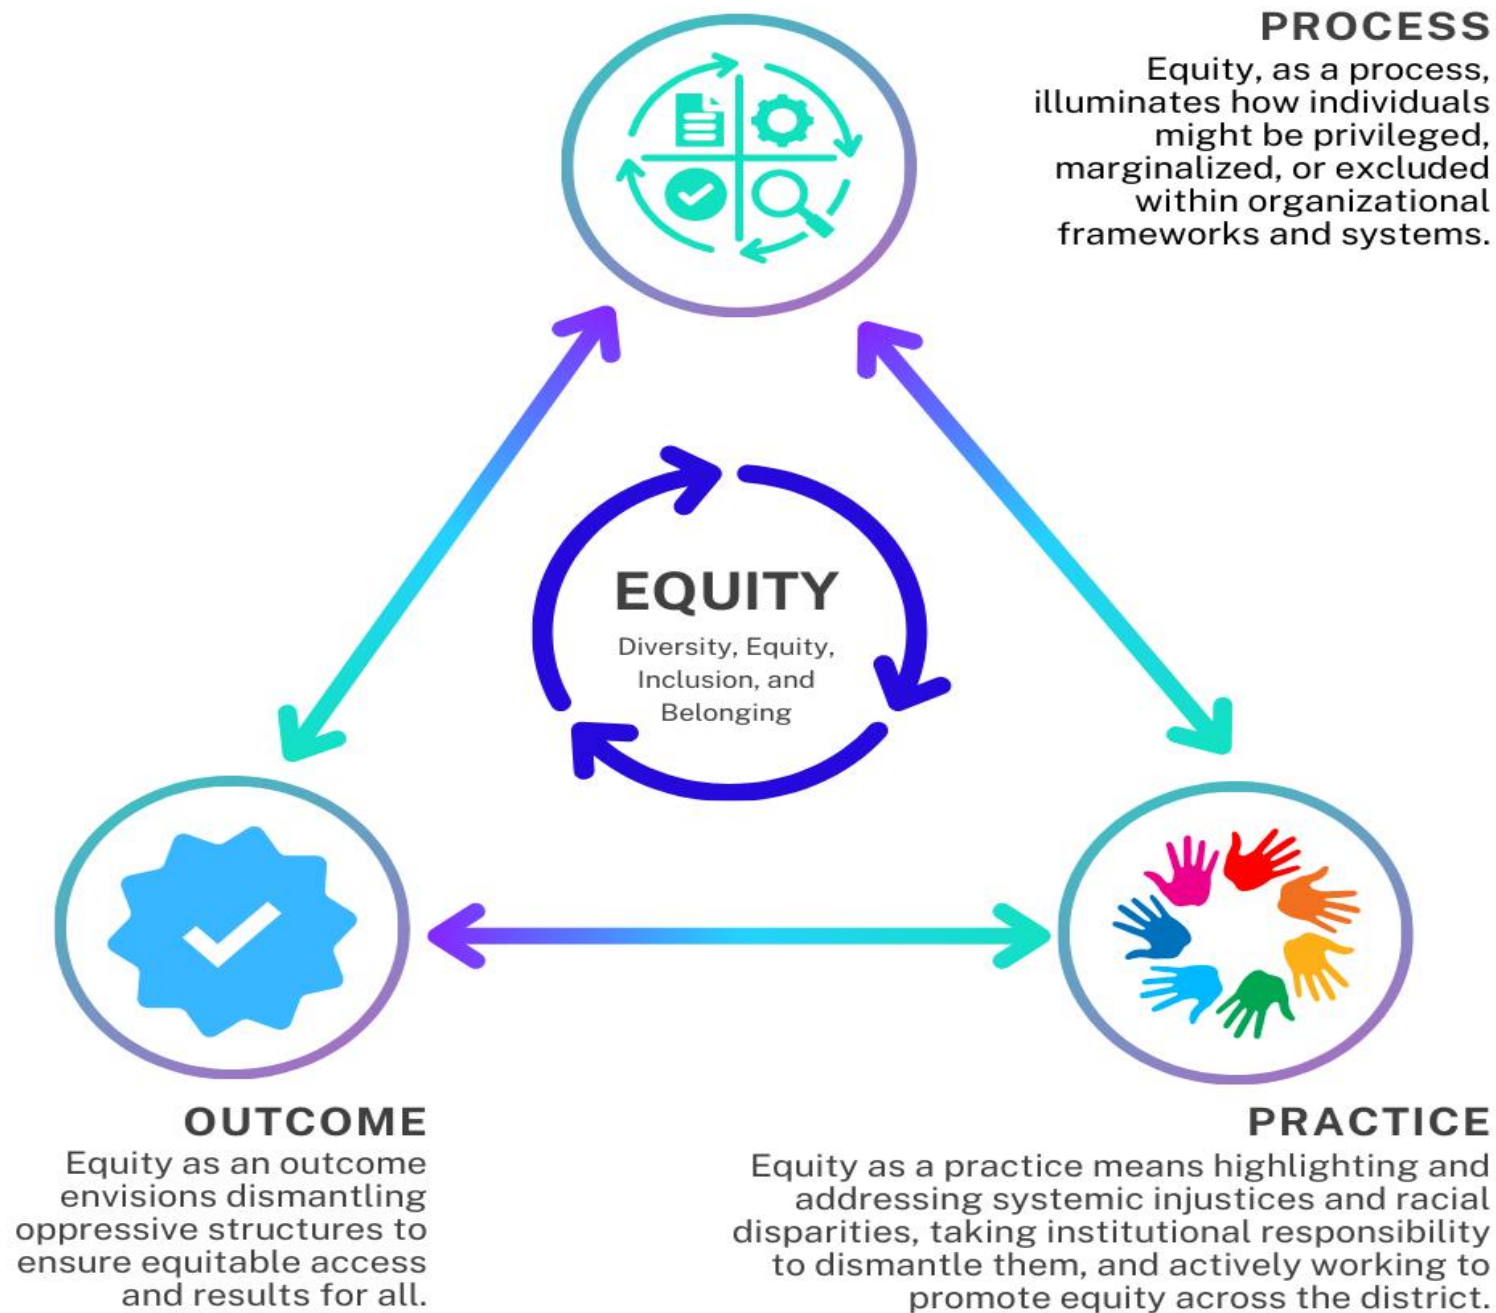 PROCESS
Equity, as a process,
illuminates how individuals
might be privileged,
marginalized, or excluded
within organizational
frameworks and systems.
EQUITY
Diversity, Equity,
Inclusion, and
Belonging
OUTCOME
Equity as an outcome
envisions dismantling
oppressive structures to
ensure equitable access
and results for all.
PRACTICE
Equity as a practice means highlighting and
addressing systemic injustices and racial
disparities, taking institutional responsibility
to dismantle them, and actively working to
promote equity across the district.